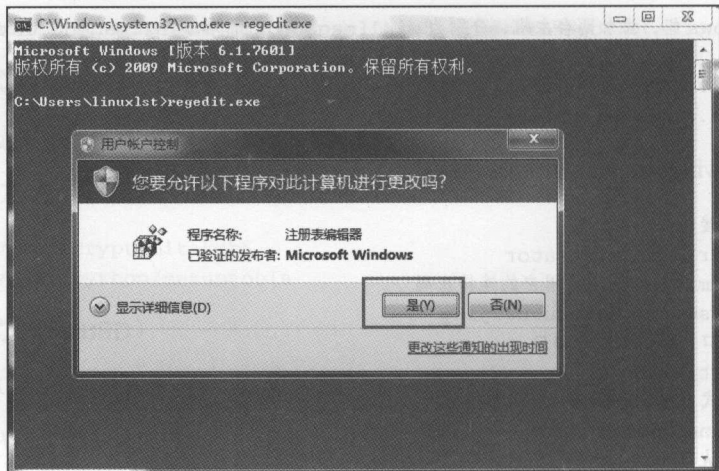 C:\Windows\system32\cmd.exe - regedit.exe
Microsoft Windows [版本 6.1.7601]
版权所有 (c) 2009 Microsoft Corporation。保留所有权利。
C:\Users\linuxlst>regedit.exe
用户帐户控制
您要允许以下程序对此计算机进行更改吗?
程序名称: 注册表编辑器
已验证的发布者: Microsoft Windows
显示详细信息(D)
是(Y)
否(N)
更改这些通知的出现时间